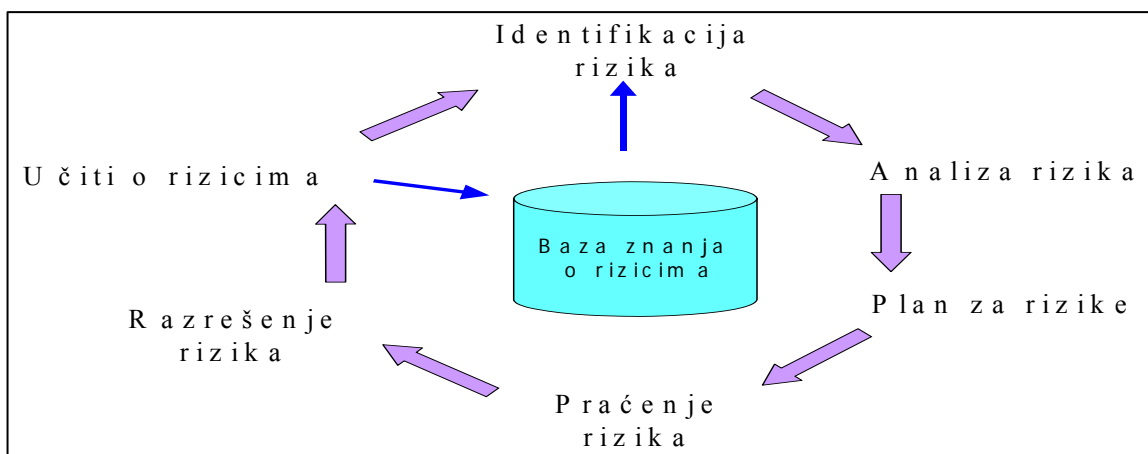 Identifikacija
rizika
Učiti o rizicima
Analiza rizika
Baza znanja
o rizicima
Razrešenje
rizika
Plan za rizike
Praćenje
rizika